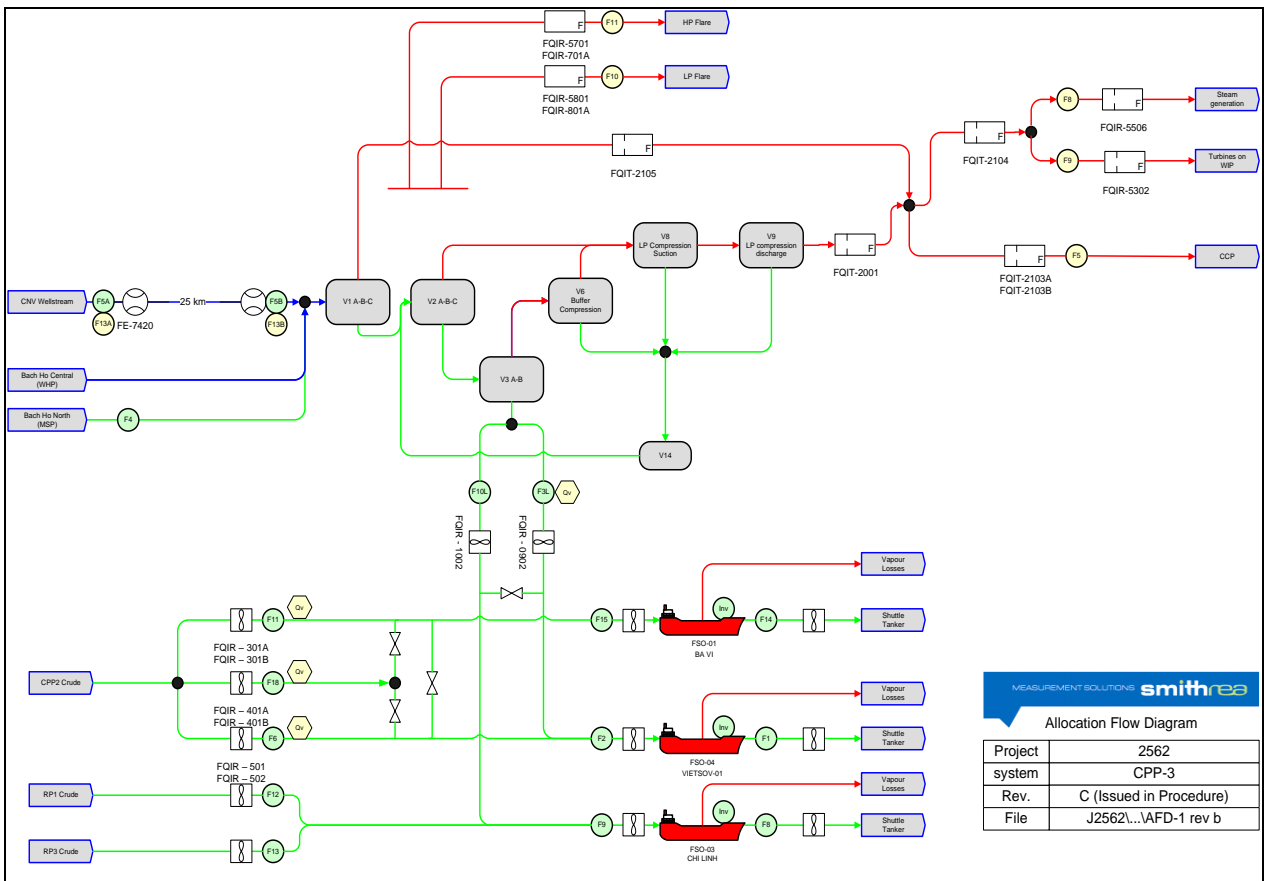 F
F11
HP Flare
FQIR-5701
FQIR-701A
F
F10
LP Flare
FQIR-5801
FQIR-801A
F8
F
Steam
generation
FQIR-5506
F
FQIT-2104
F
FQIT-2105
F9
F
Turbines on
WIP
FQIR-5302
V8
LP Compression
Suction
V9
LP compression
discharge
F
FQIT-2001
F
F5
CCP
FQIT-2103A
FQIT-2103B
CNV Wellstream
F5A
F13A
FE-7420
25 km
F5B
F13B
V1 A-B-C
V2 A-B-C
V6
Buffer
Compression
V3 A-B
Bach Ho Central
(WHP)
Bach Ho North
(MSP)
F4
V14
F10L
F3L
Qv
FQIR - 1002
FQIR - 0902
Vapour
Losses
F11
Qv
F15
Inv
F14
Shuttle
Tanker
FSO-01
BA VI
FQIR – 301A
FQIR – 301B
CPP2 Crude
F18
Qv
Vapour
Losses
FQIR – 401A
FQIR – 401B
F6
Qv
F2
Inv
F1
Shuttle
Tanker
FSO-04
VIETSOV-01
FQIR – 501
FQIR – 502
Vapour
Losses
RP1 Crude
F12
F9
Inv
F8
Shuttle
Tanker
RP3 Crude
F13
FSO-03
CHI LINH
MEASUREMENT SOLUTIONS smithrea
Allocation Flow Diagram
Project 2562
system CPP-3
Rev. C (Issued in Procedure)
File J2562\...\AFD-1 rev b